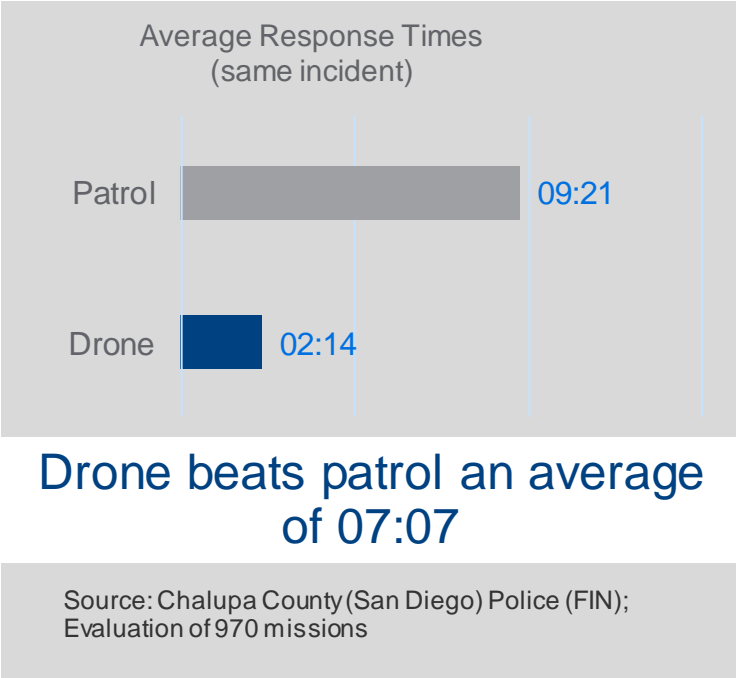 Average Response Times
(same incident)
Patrol 09:21
Drone 02:14
Drone beats patrol an average
of 07:07
Source: Chalupa County (San Diego) Police (FIN);
Evaluation of 970 missions